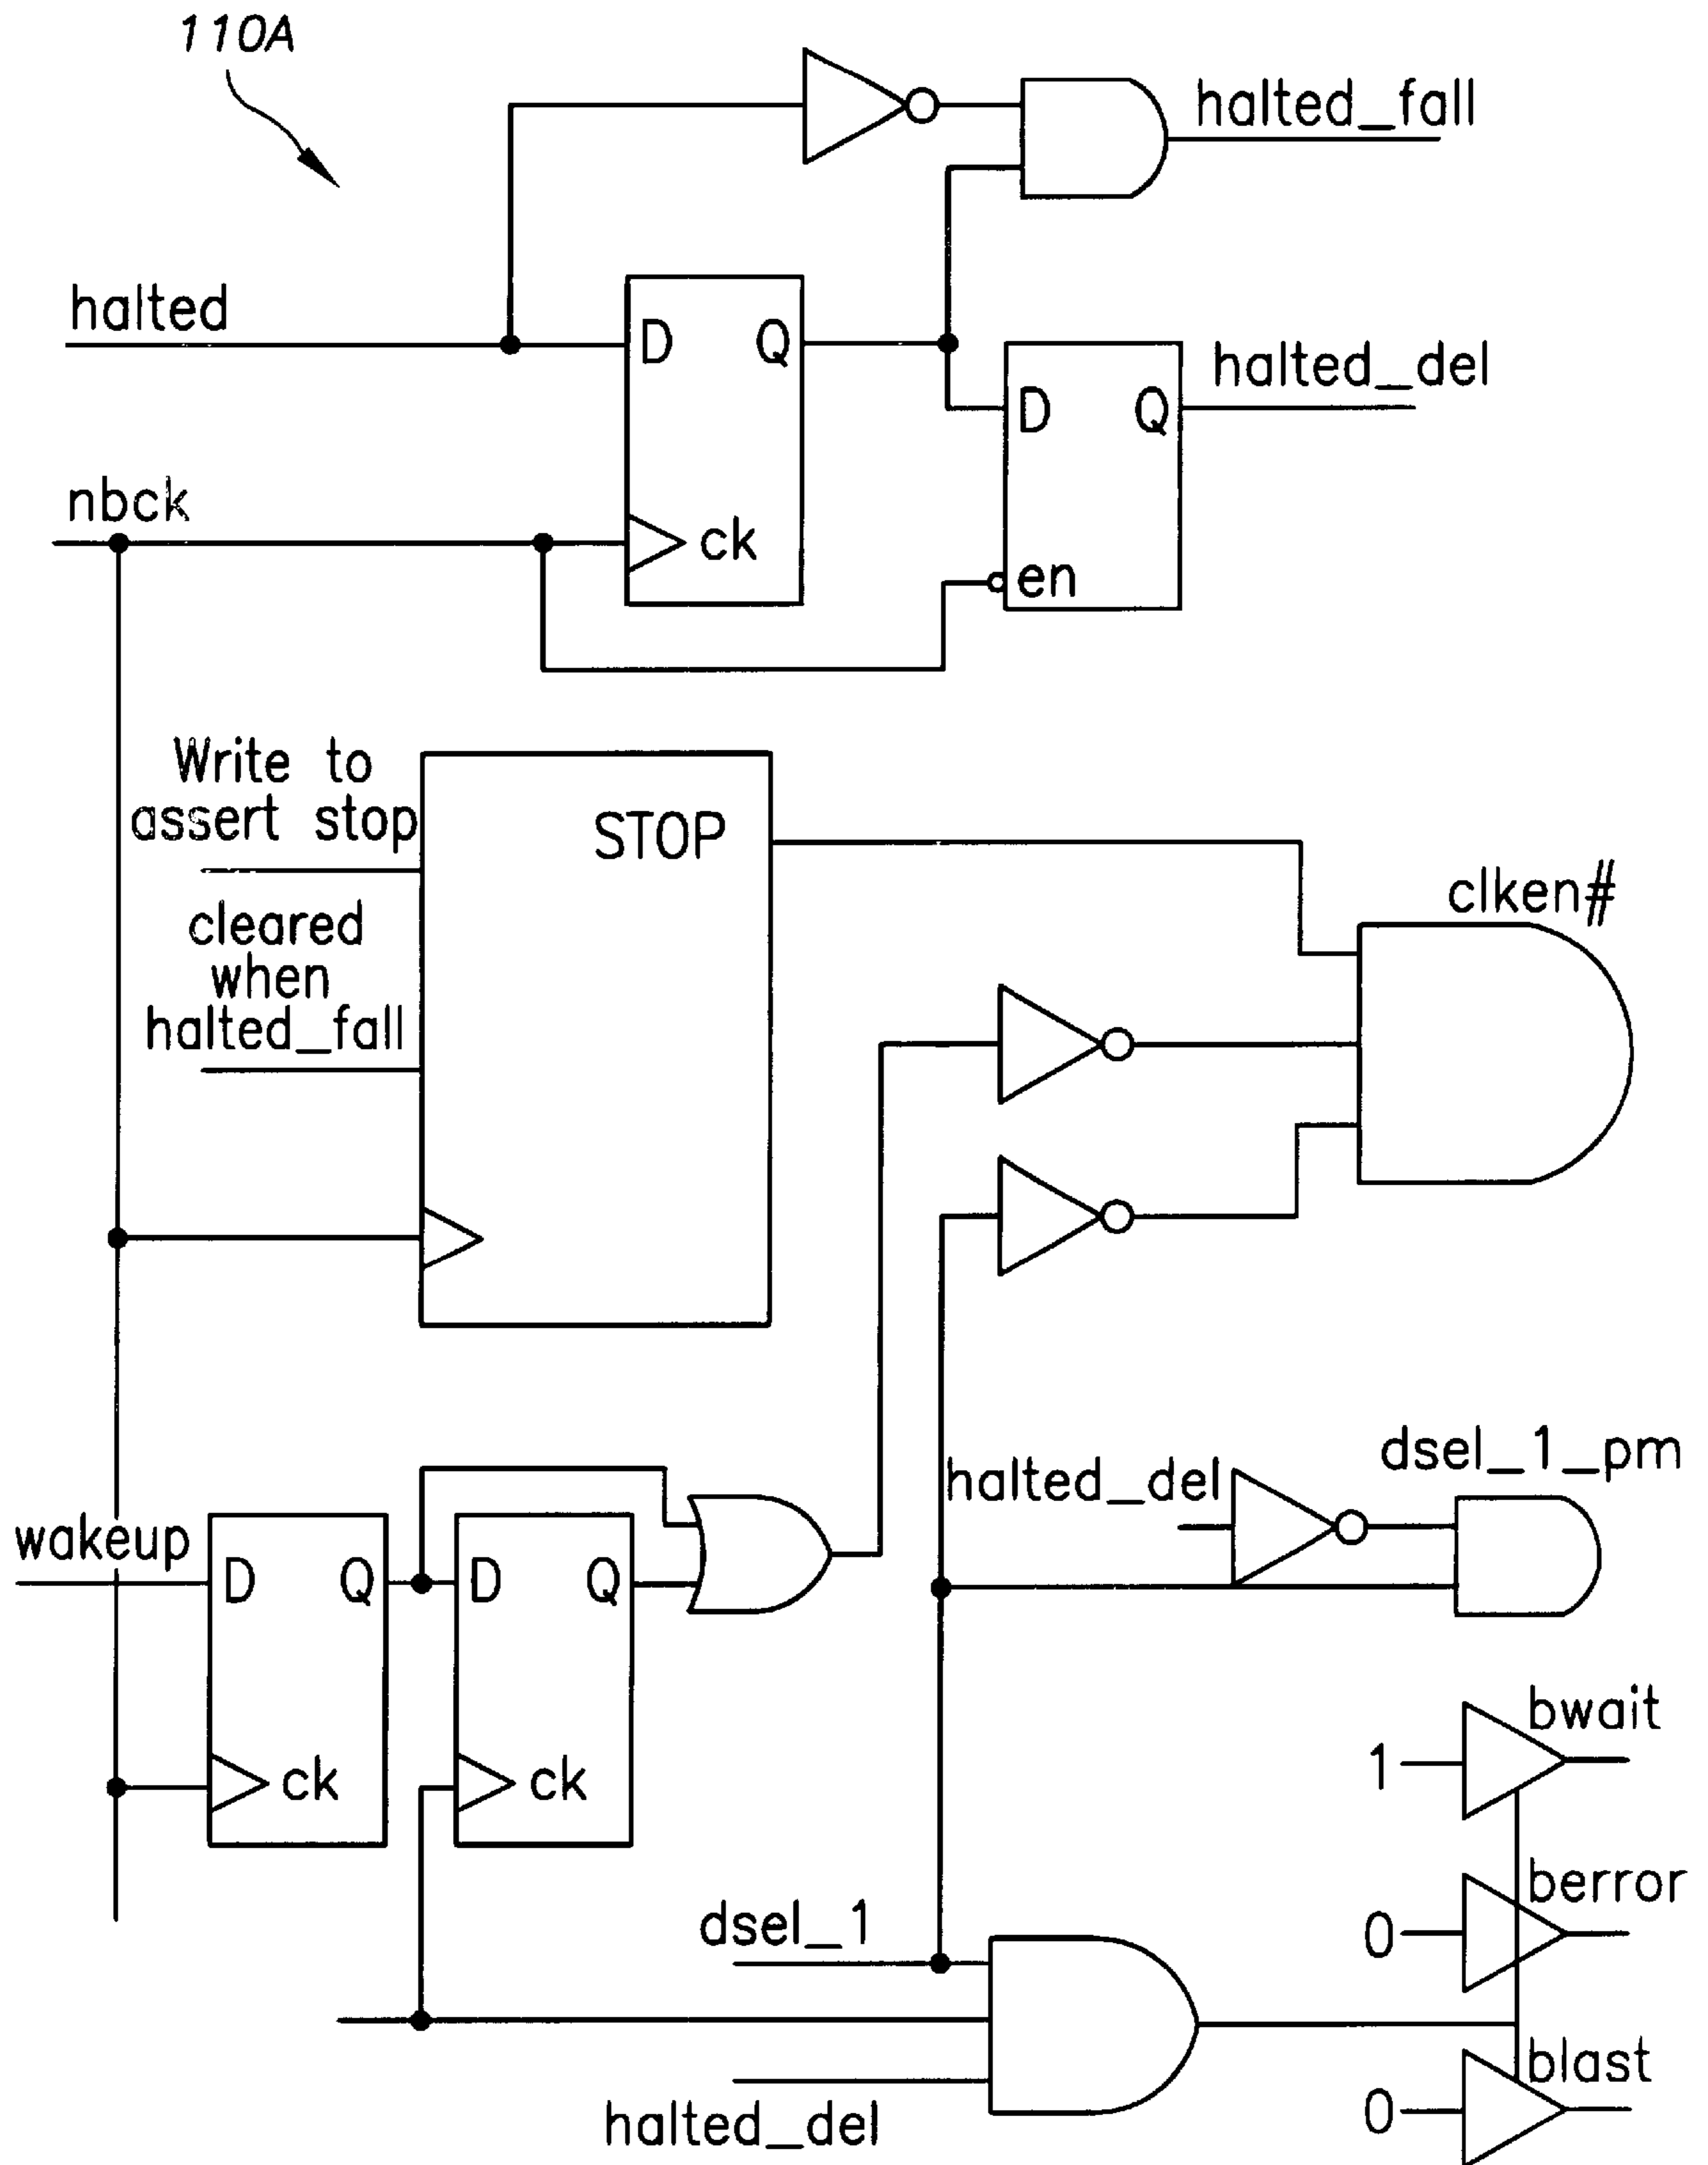 110A
halted_fall
halted
D Q
halted_del
D Q
nbck
ck
en
Write to
assert stop
STOP
cleared
when
halted_fall
clken#
halted_del
dsel_1_pm
wakeup
D Q
D Q
ck
ck
bwait
1
berror
0
dsel_1
blast
0
halted_del